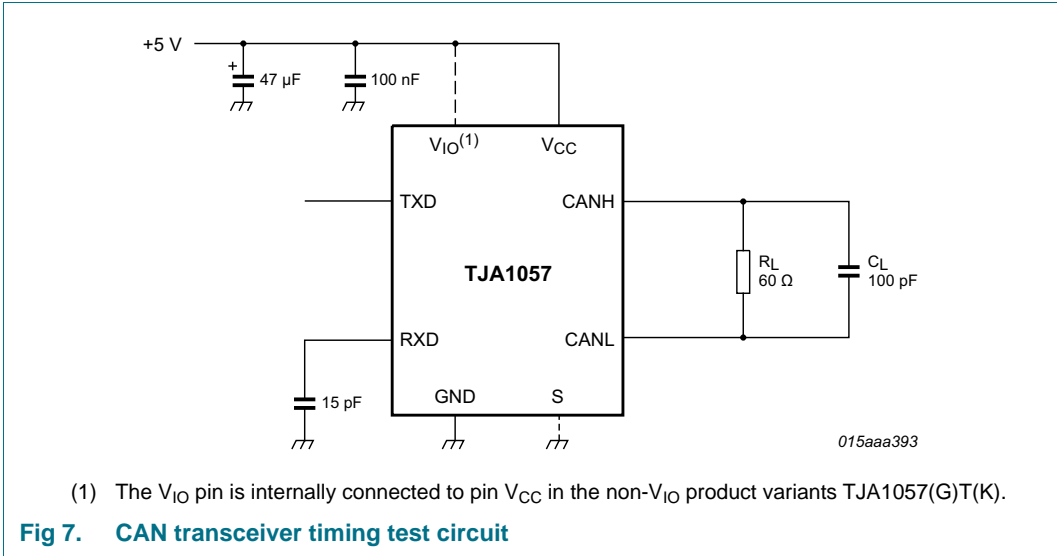 +5 V
+
47 µF
100 nF
VIO(1)
VCC
TXD
CANH
TJA1057
RL
60 Ω
CL
100 pF
RXD
CANL
15 pF
GND
S
015aaa393
(1) The VIO pin is internally connected to pin VCC in the non-VIO product variants TJA1057(G)T(K).
Fig 7. CAN transceiver timing test circuit